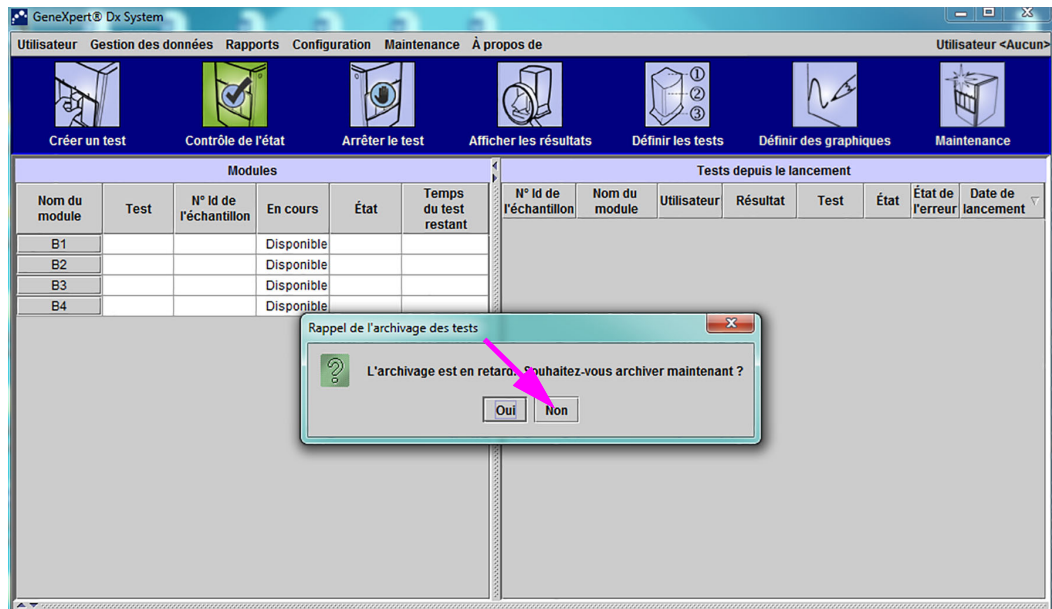 GeneXpert® Dx System
Utilisateur Gestion des données Rapports Configuration Maintenance À propos de Utilisateur <Aucun>
Créer un test Contrôle de l'état Arrêter le test Afficher les résultats Définir les tests Définir des graphiques Maintenance
Modules
Nom du module Test N° Id de l'échantillon En cours État Temps du test restant
B1 Disponible
B2 Disponible
B3 Disponible
B4 Disponible
Tests depuis le lancement
N° Id de l'échantillon Nom du module Utilisateur Résultat Test État État de l'erreur Date de lancement
Rappel de l'archivage des tests
L'archivage est en retard. Souhaitez-vous archiver maintenant ?
Oui Non